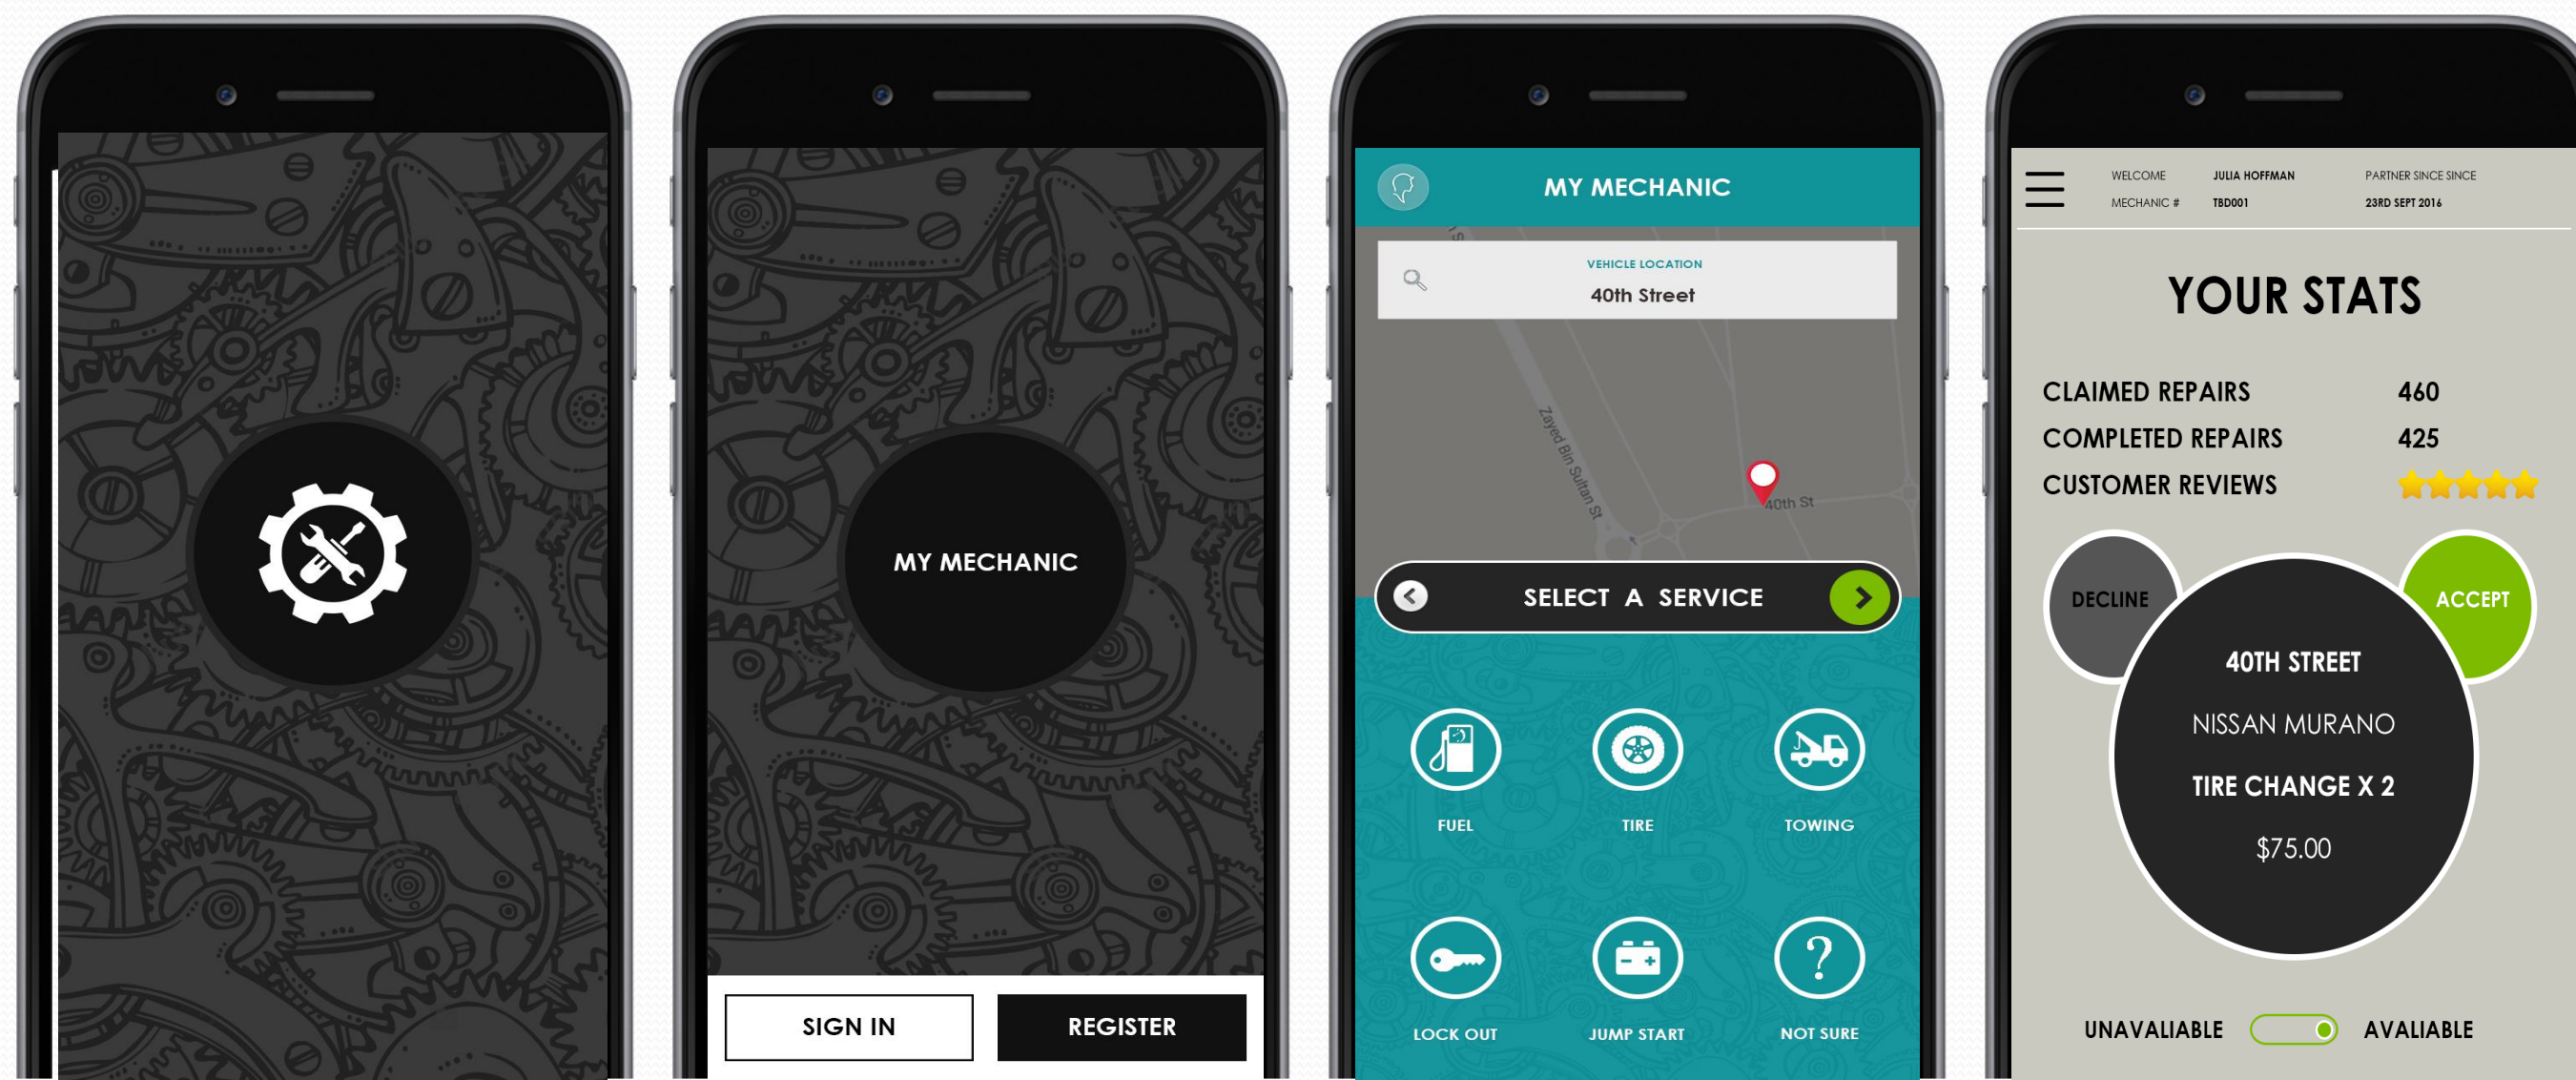 MY MECHANIC
SIGN IN
REGISTER
MY MECHANIC
VEHICLE LOCATION
40th Street
Zayed Bin Sultan St
40th St
SELECT A SERVICE
FUEL
TIRE
TOWING
LOCK OUT
JUMP START
NOT SURE
WELCOME JULIA HOFFMAN PARTNER SINCE SINCE
MECHANIC # TBD001 23RD SEPT 2016
YOUR STATS
CLAIMED REPAIRS 460
COMPLETED REPAIRS 425
CUSTOMER REVIEWS
DECLINE
ACCEPT
40TH STREET
NISSAN MURANO
TIRE CHANGE X 2
$75.00
UNAVALIABLE AVALIABLE